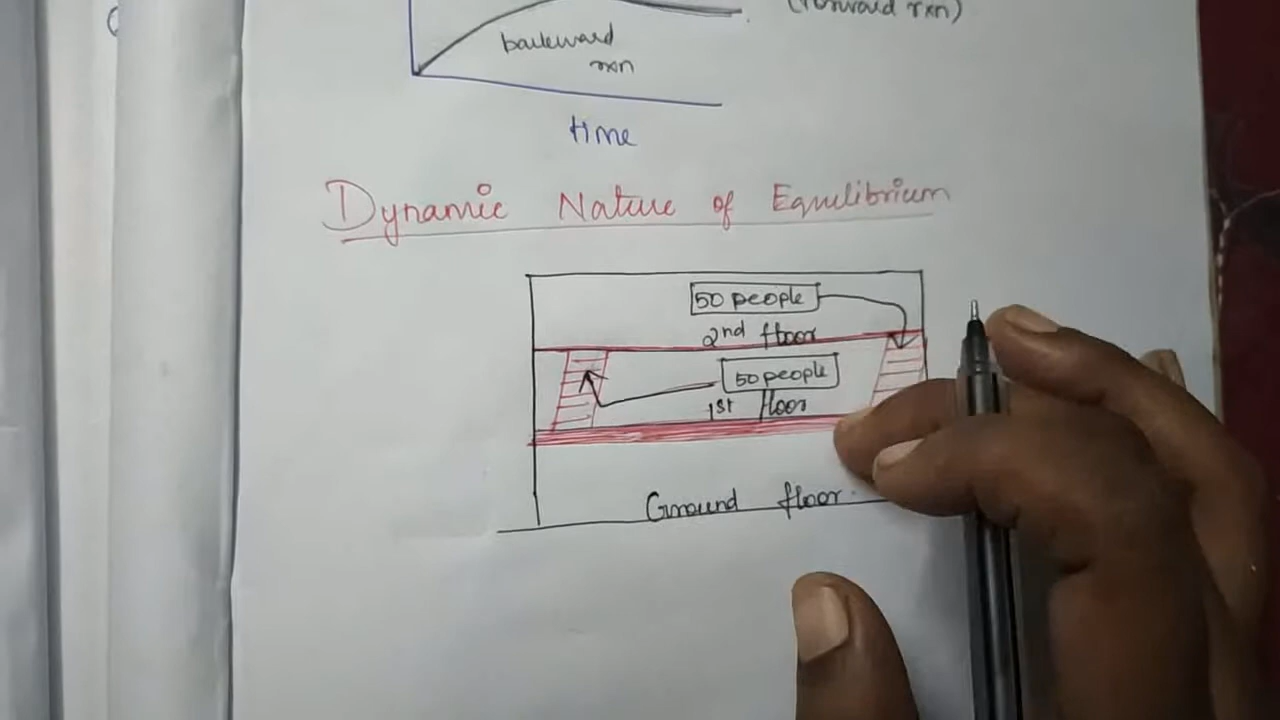 (forward rxn)
backward
rxn
time
Dynamic Nature of Equilibrium
50 people
2nd floor
50 people
1st floor
Ground floor